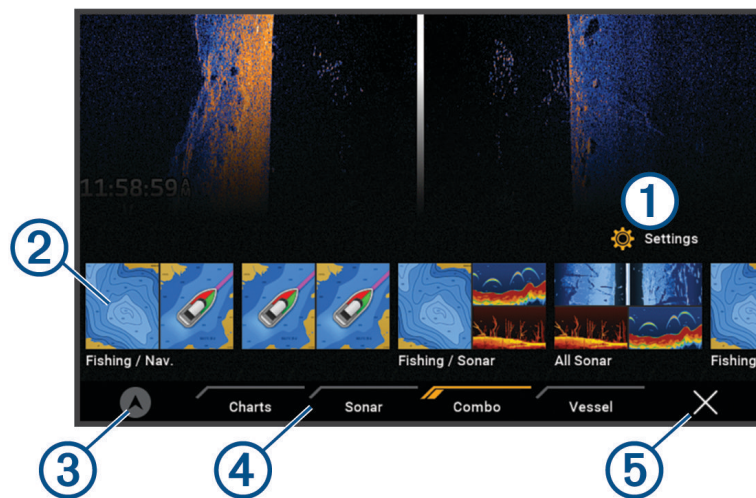 11:58:59
1
Settings
2
Fishing / Nav.
Fishing / Sonar
All Sonar
Fishing
Charts
Sonar
Combo
Vessel
3
4
5